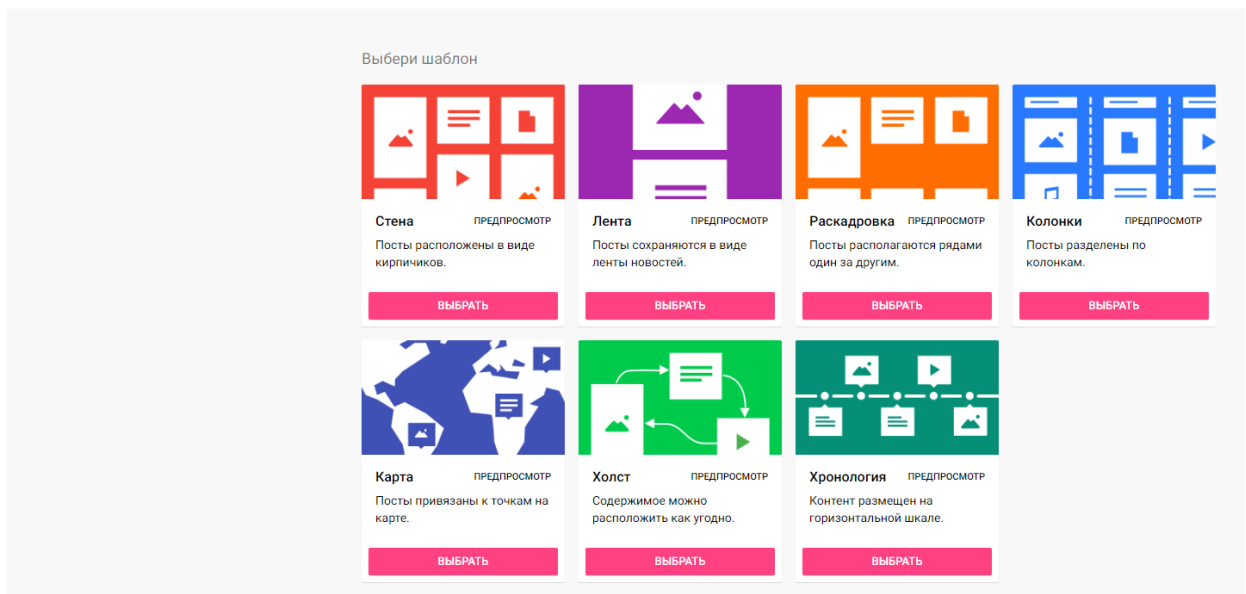 Выбери шаблон
Стена ПРЕДПРОСМОТР
Посты расположены в виде
кирпичиков.
ВЫБРАТЬ
Лента ПРЕДПРОСМОТР
Посты сохраняются в виде
ленты новостей.
ВЫБРАТЬ
Раскадровка ПРЕДПРОСМОТР
Посты располагаются рядами
один за другим.
ВЫБРАТЬ
Колонки ПРЕДПРОСМОТР
Посты разделены по
колонкам.
ВЫБРАТЬ
Карта ПРЕДПРОСМОТР
Посты привязаны к точкам на
карте.
ВЫБРАТЬ
Холст ПРЕДПРОСМОТР
Содержимое можно
расположить как угодно.
ВЫБРАТЬ
Хронология ПРЕДПРОСМОТР
Контент размещен на
горизонтальной шкале.
ВЫБРАТЬ